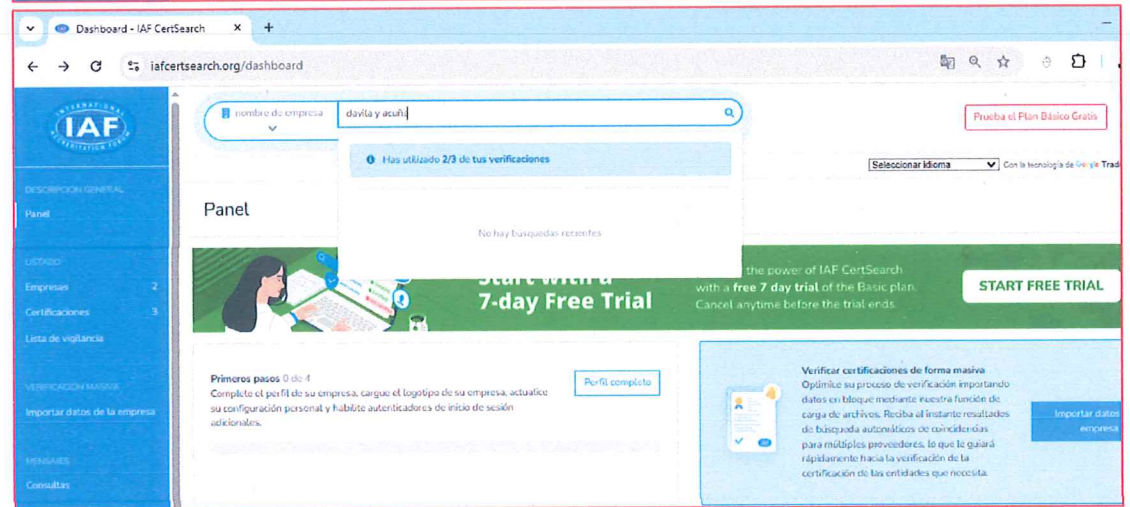 Dashboard - IAF CertSearch
iafcertsearch.org/dashboard
INTERNATIONAL
IAF
ACCREDITATION FORUM
nombre de empresa
davila y acuña
Prueba el Plan Básico Gratis
Has utilizado 2/3 de tus verificaciones
Seleccionar idioma
Con la tecnología de Google Trad
DESCRIPCIÓN GENERAL
Panel
Panel
No hay búsquedas recientes
LISTADO
Empresas 2
Certificaciones 3
Lista de vigilancia
Start with a
7-day Free Trial
the power of IAF CertSearch
with a free 7 day trial of the Basic plan.
Cancel anytime before the trial ends.
START FREE TRIAL
VERIFICACIÓN MASIVA
Importar datos de la empresa
MENSAJES
Consultas
Primeros pasos 0 de 4
Complete el perfil de su empresa, cargue el logotipo de su empresa, actualice
su configuración personal y habilite autenticadores de inicio de sesión
adicionales.
Perfil completo
Verificar certificaciones de forma masiva
Optimice su proceso de verificación importando
datos en bloque mediante nuestra función de
carga de archivos. Reciba al instante resultados
de búsqueda automáticos de coincidencias
para múltiples proveedores, lo que le guiará
rápidamente hacia la verificación de la
certificación de las entidades que necesita.
Importar datos
empresa